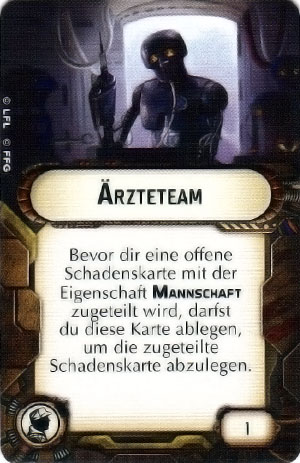 © LFL © FFG
ÄRZTETEAM
Bevor dir eine offene
Schadenskarte mit der
Eigenschaft MANNSCHAFT
zugeteilt wird, darfst
du diese Karte ablegen,
um die zugeteilte
Schadenskarte abzulegen.
1